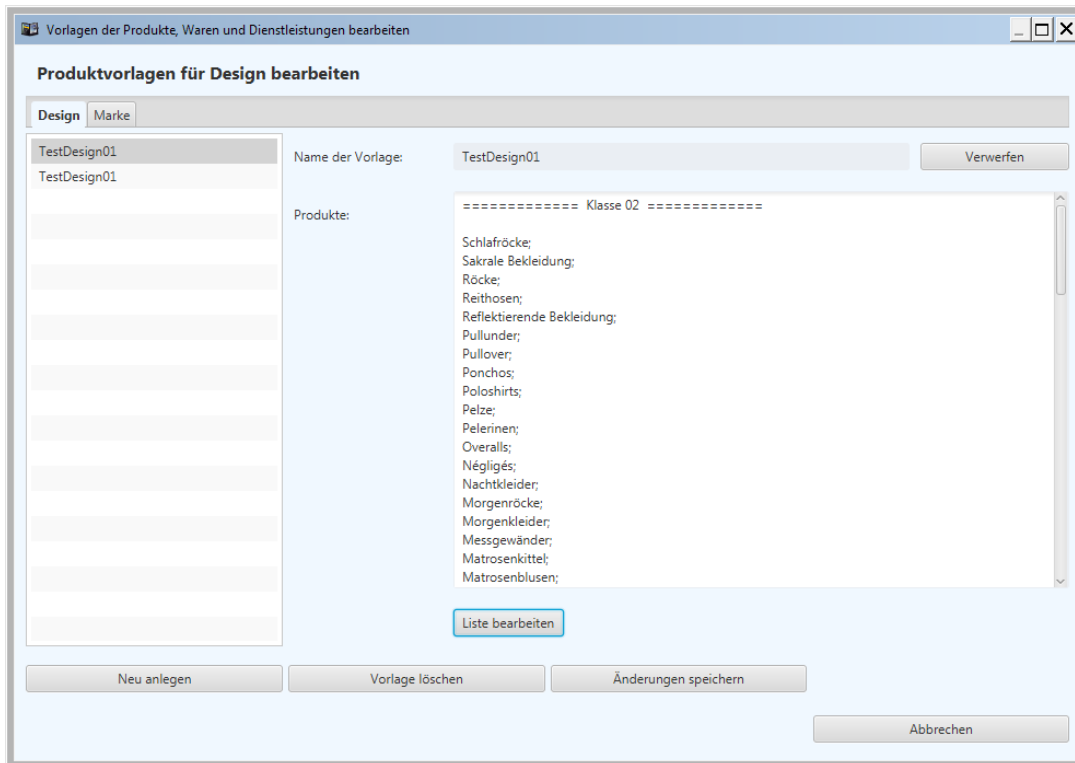 Vorlagen der Produkte, Waren und Dienstleistungen bearbeiten
Produktvorlagen für Design bearbeiten
Design Marke
TestDesign01
TestDesign01
Name der Vorlage: TestDesign01 Verwerfen
Produkte:
============= Klasse 02 =============
Schlafröcke;
Sakrale Bekleidung;
Röcke;
Reithosen;
Reflektierende Bekleidung;
Pullunder;
Pullover;
Ponchos;
Poloshirts;
Pelze;
Pelerinen;
Overalls;
Négligés;
Nachtkleider;
Morgenröcke;
Morgenkleider;
Messgewänder;
Matrosenkittel;
Matrosenblusen;
Liste bearbeiten
Neu anlegen Vorlage löschen Änderungen speichern
Abbrechen